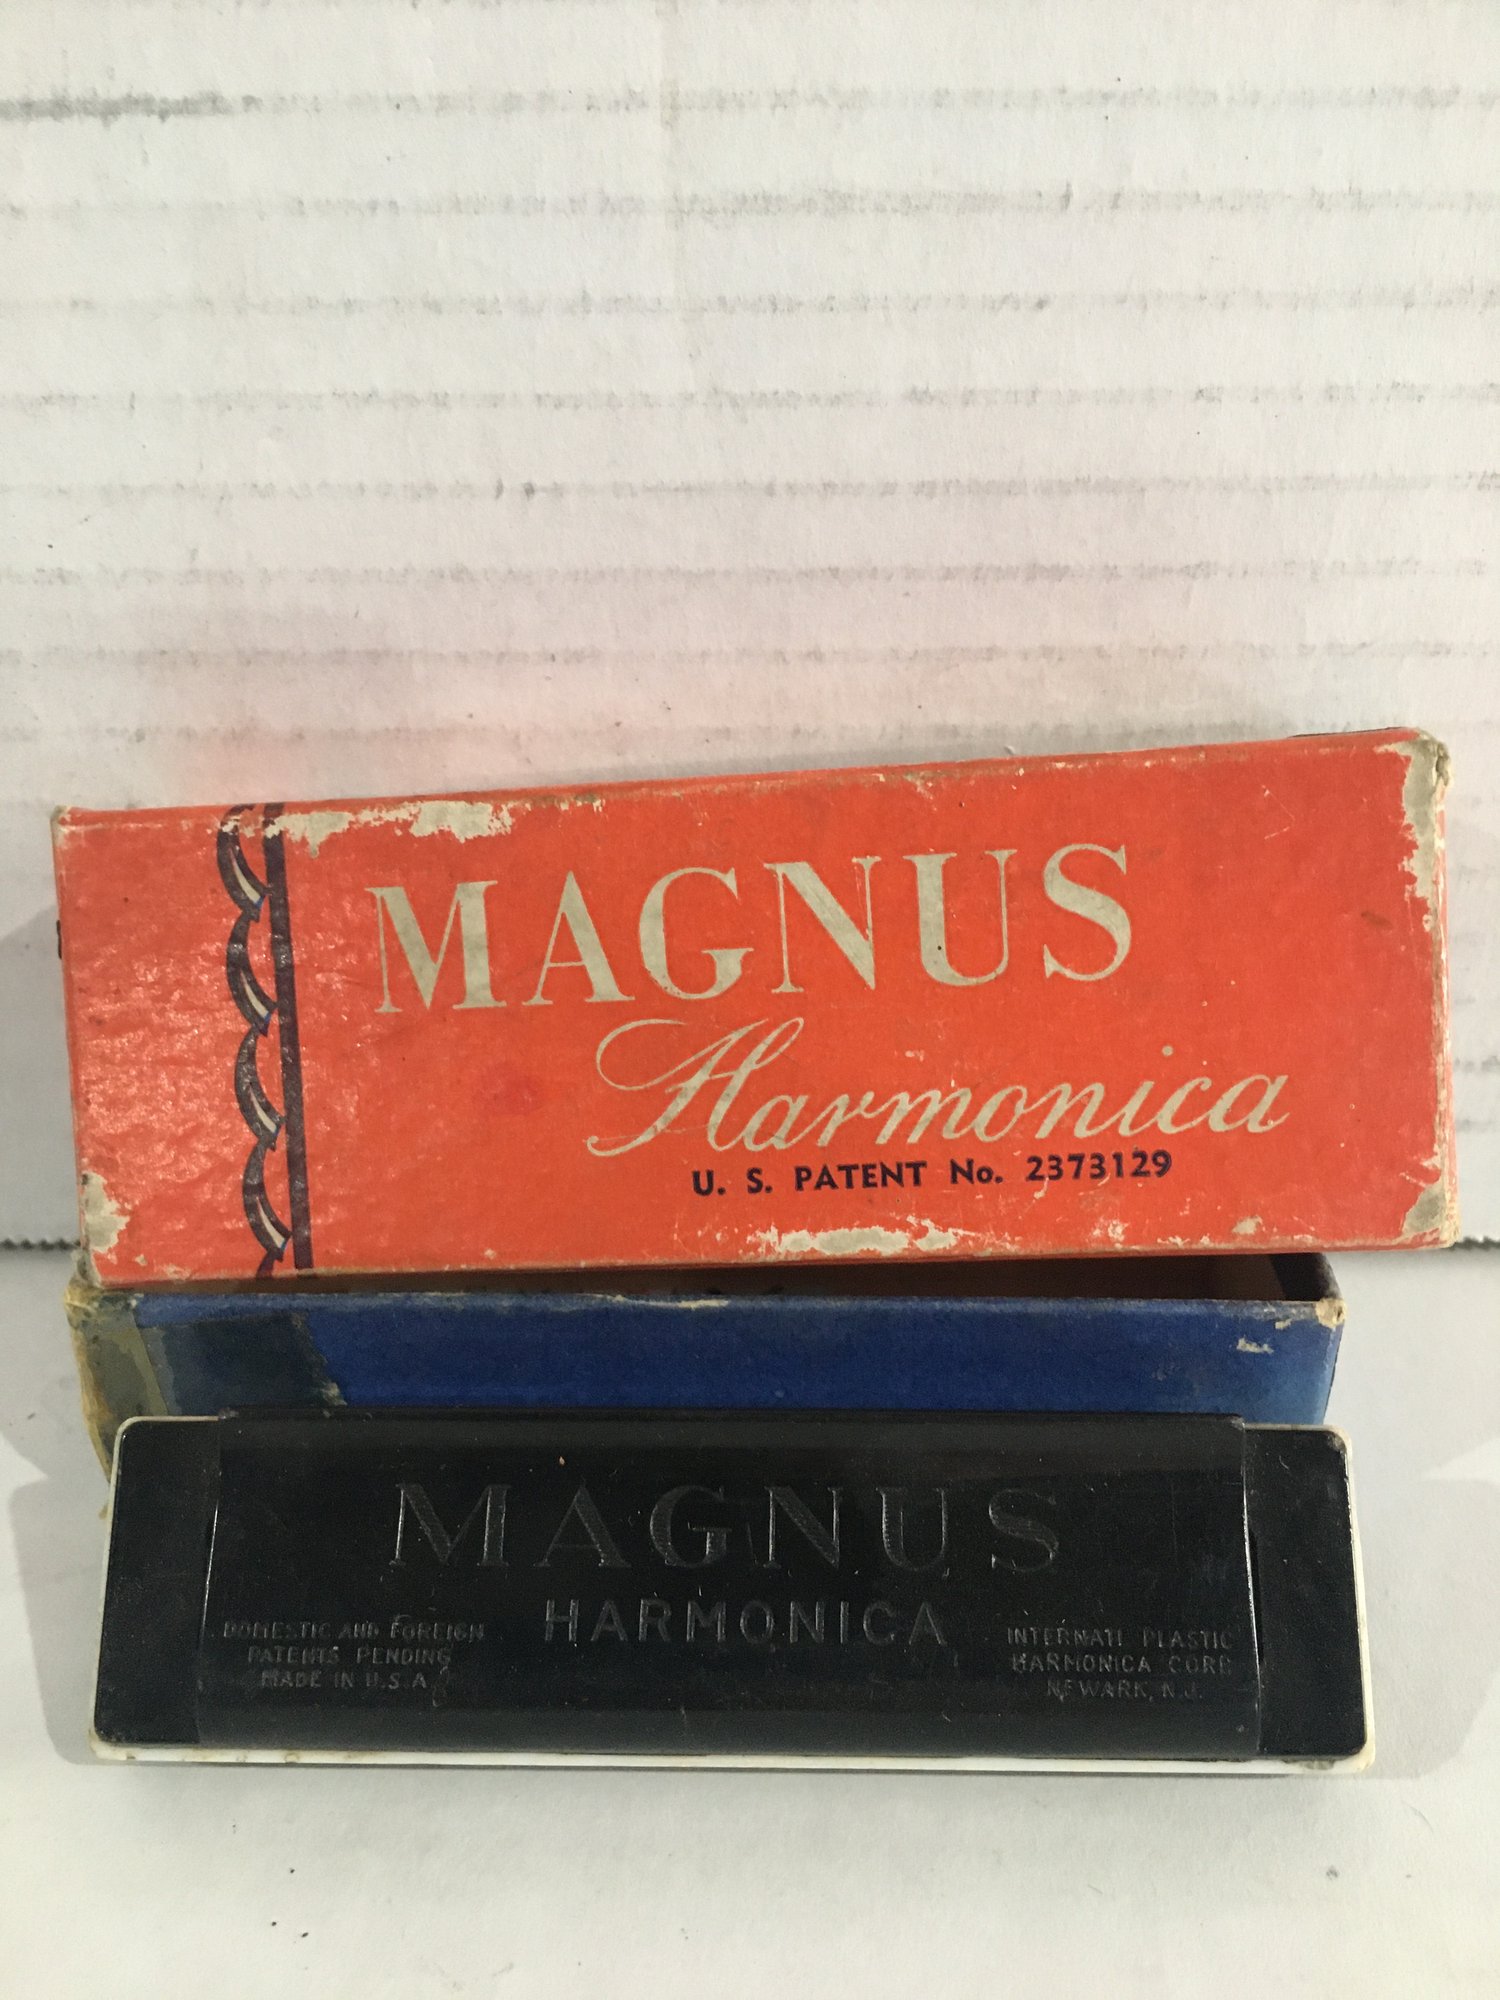 MAGNUS
Harmonica
U. S. PATENT No. 2373129
MAGNUS
HARMONICA
DOMESTIC AND FOREIGN
PATENTS PENDING
MADE IN U.S.A.
INTERNATL PLASTIC
HARMONICA CORP.
NEWARK, N.J.